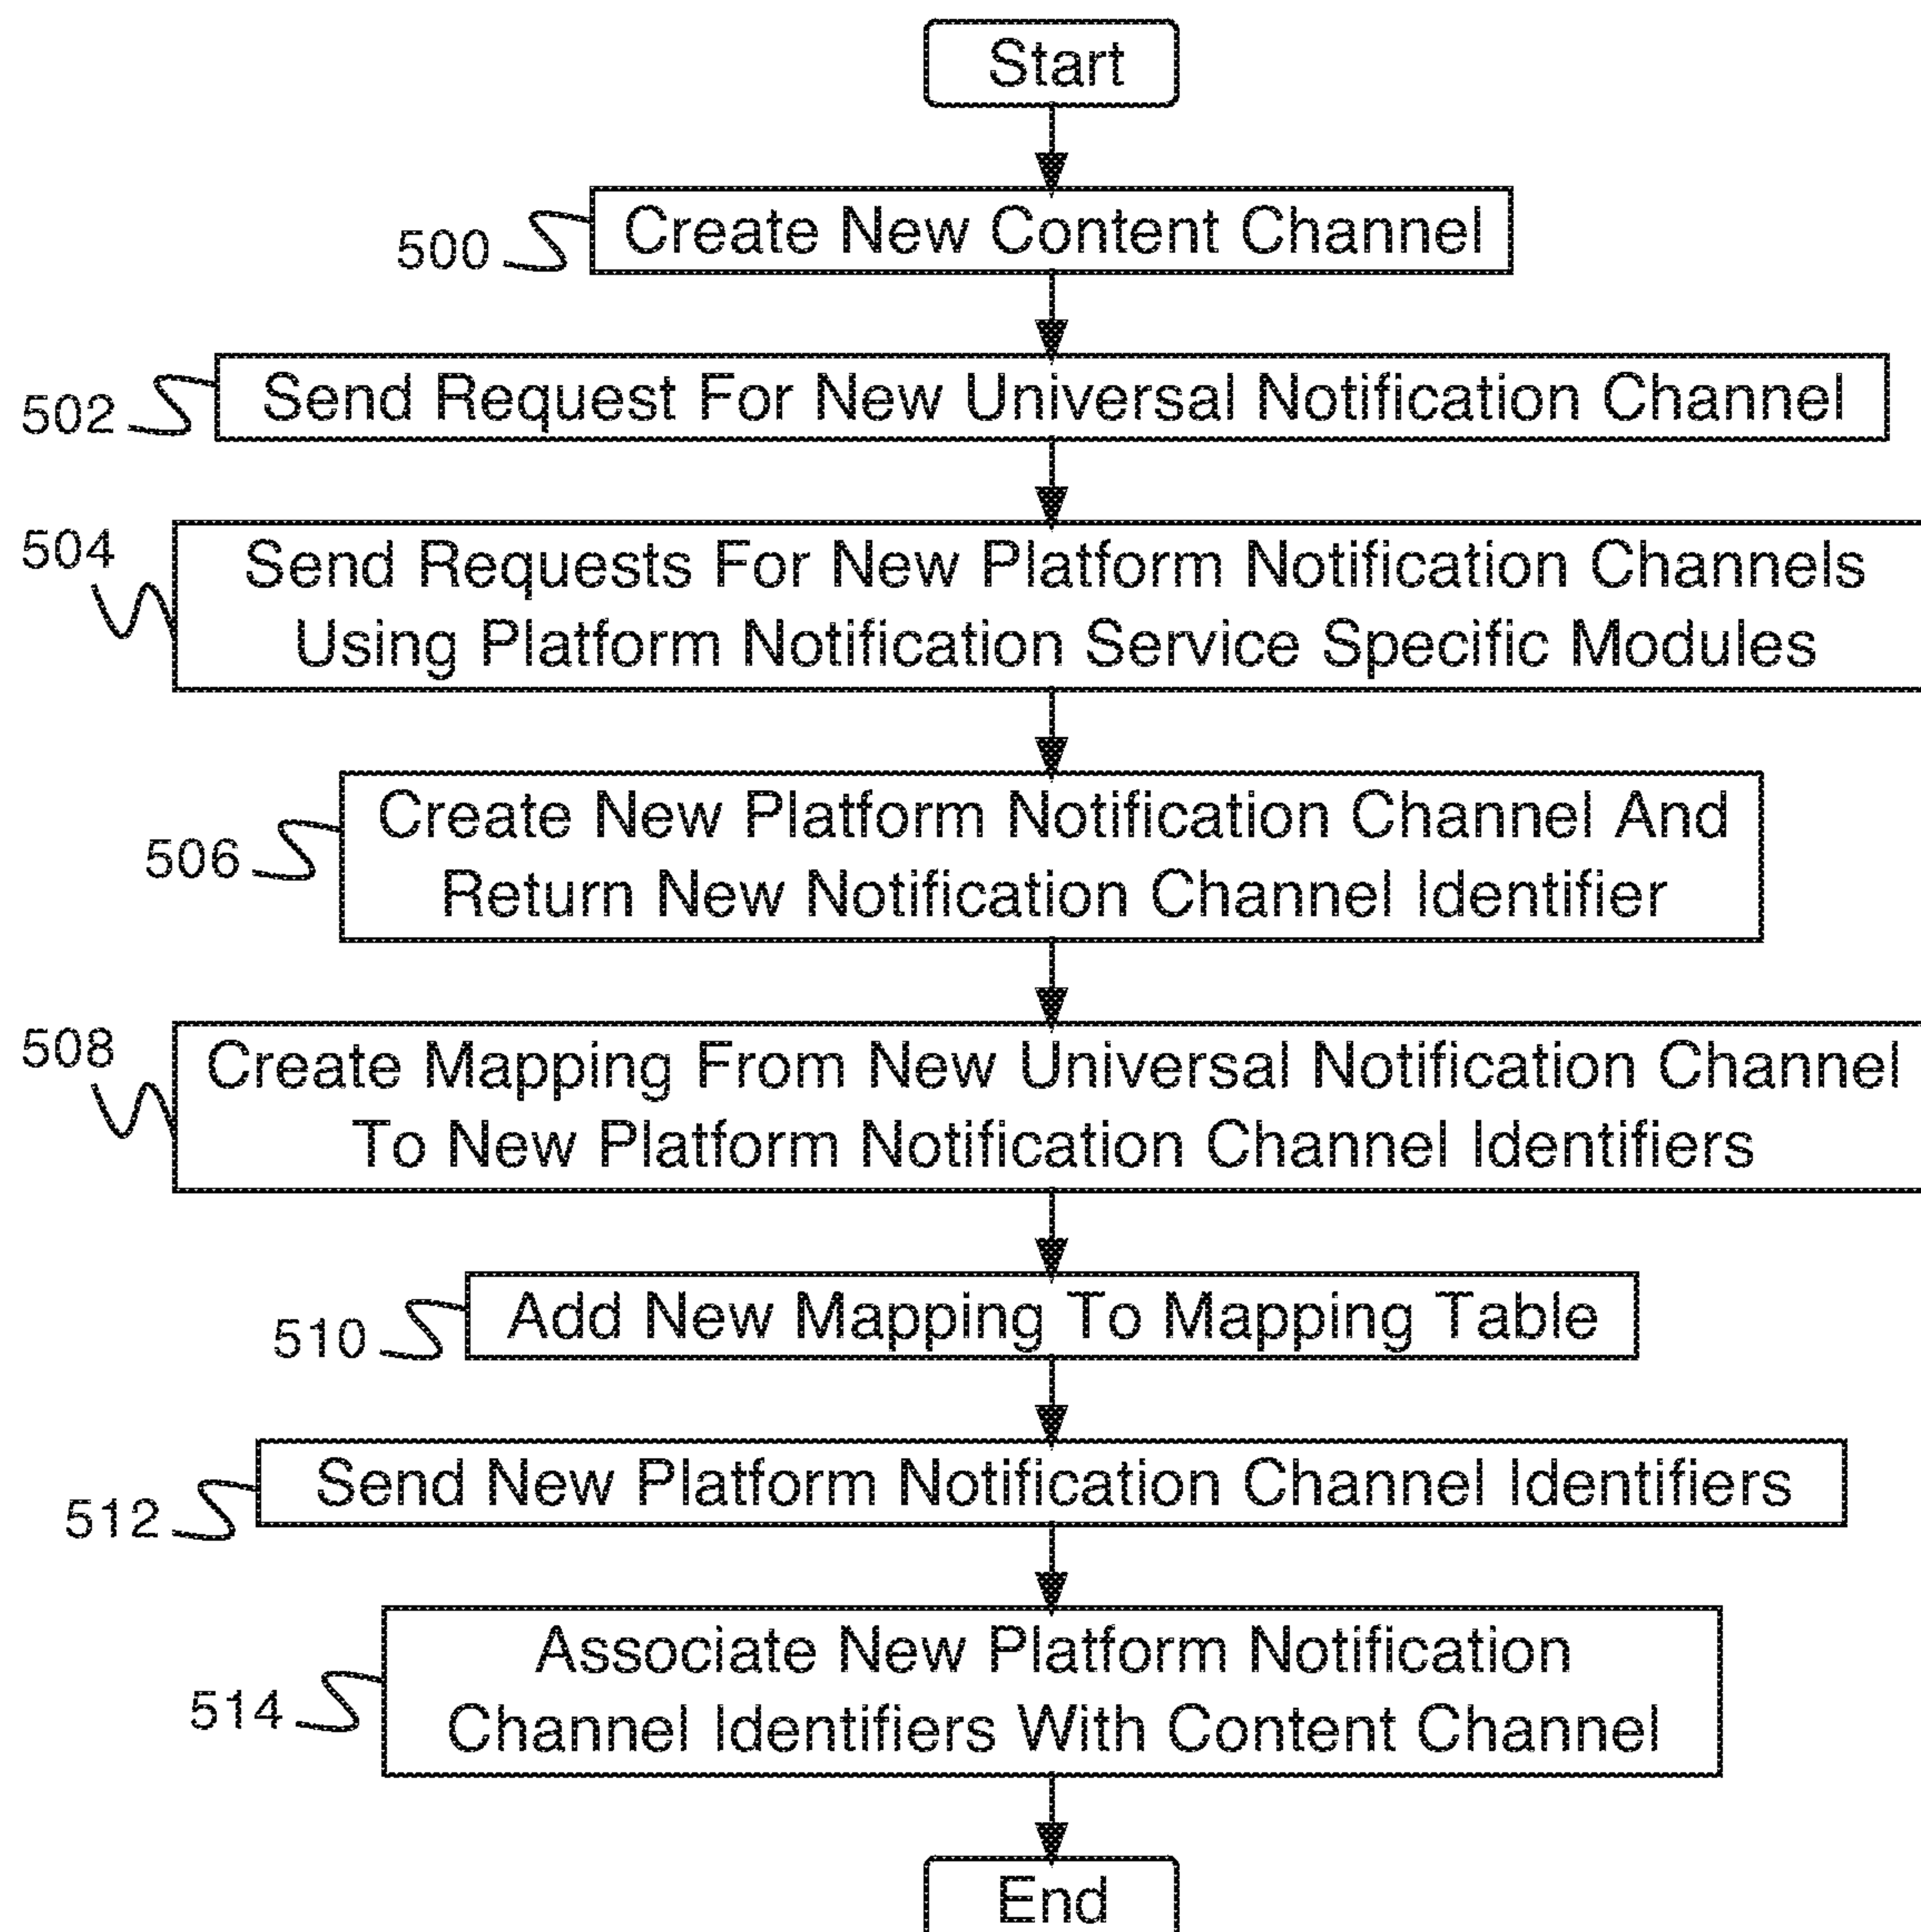 Start
500
Create New Content Channel
502
Send Request For New Universal Notification Channel
504
Send Requests For New Platform Notification Channels
Using Platform Notification Service Specific Modules
506
Create New Platform Notification Channel And
Return New Notification Channel Identifier
508
Create Mapping From New Universal Notification Channel
To New Platform Notification Channel Identifiers
510
Add New Mapping To Mapping Table
512
Send New Platform Notification Channel Identifiers
514
Associate New Platform Notification
Channel Identifiers With Content Channel
End